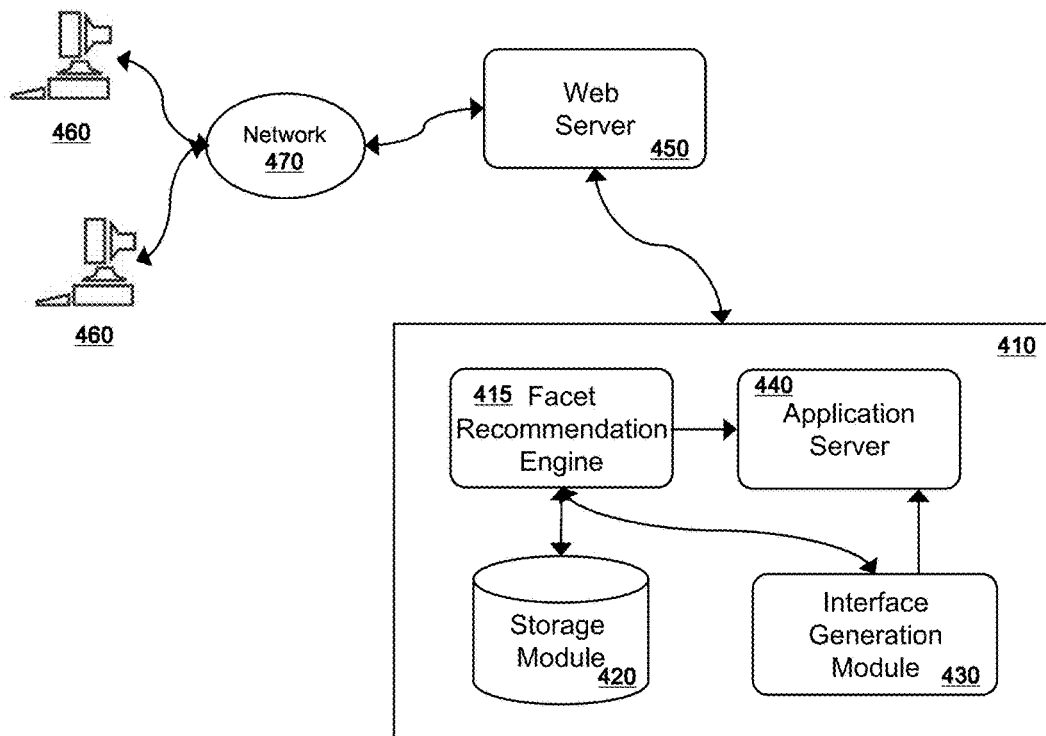 460
Network
470
Web
Server
450
460
410
415 Facet
Recommendation
Engine
440
Application
Server
Storage
Module
420
Interface
Generation
Module 430